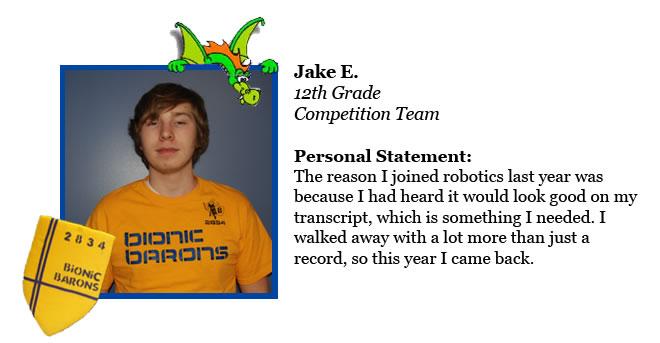 Jake E.
12th Grade
Competition Team
Personal Statement:
The reason I joined robotics last year was
because I had heard it would look good on my
transcript, which is something I needed. I
walked away with a lot more than just a
record, so this year I came back.
2834
BIONIC
BARONS
2834
BIONIC
BARONS